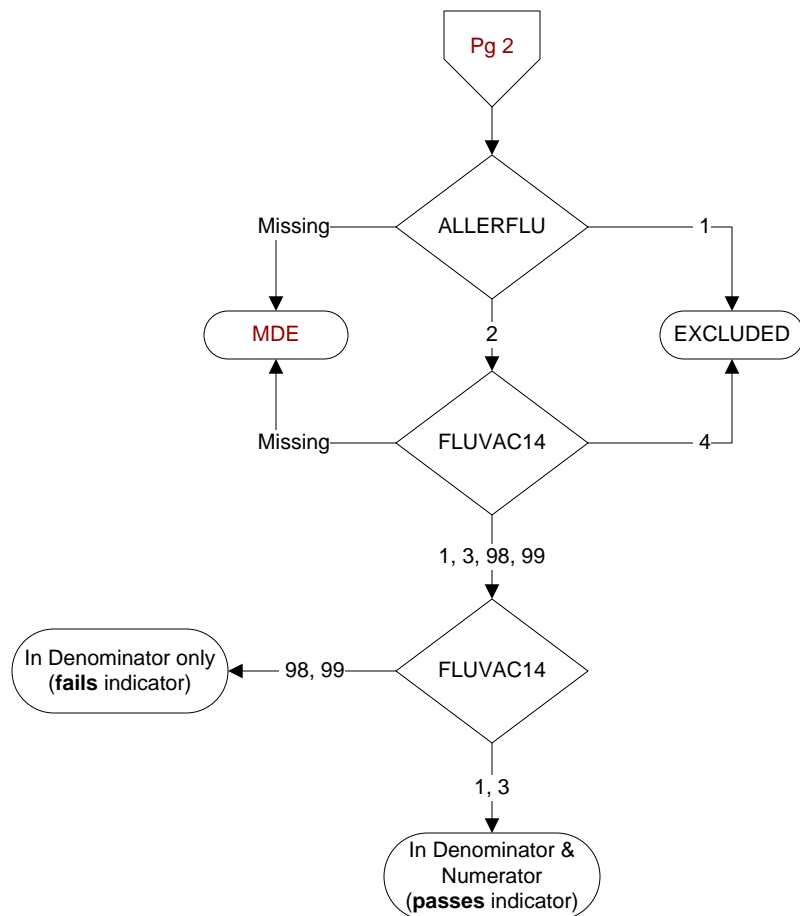 Pg 2
ALLERFLU
Missing
1
MDE
EXCLUDED
2
FLUVAC14
Missing
4
1, 3, 98, 99
In Denominator only
(fails indicator)
98, 99
FLUVAC14
1, 3
In Denominator &
Numerator
(passes indicator)